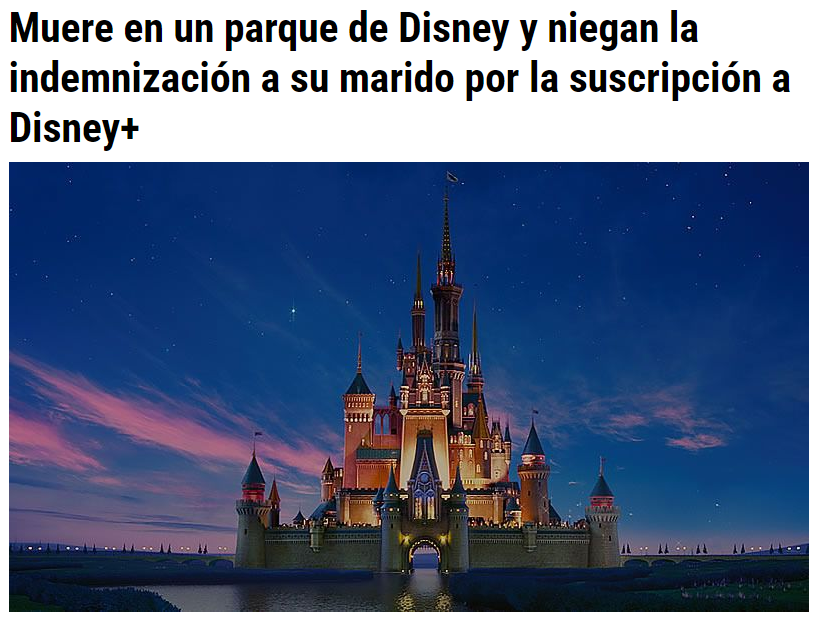 Muere en un parque de Disney y niegan la
indemnización a su marido por la suscripción a
Disney+